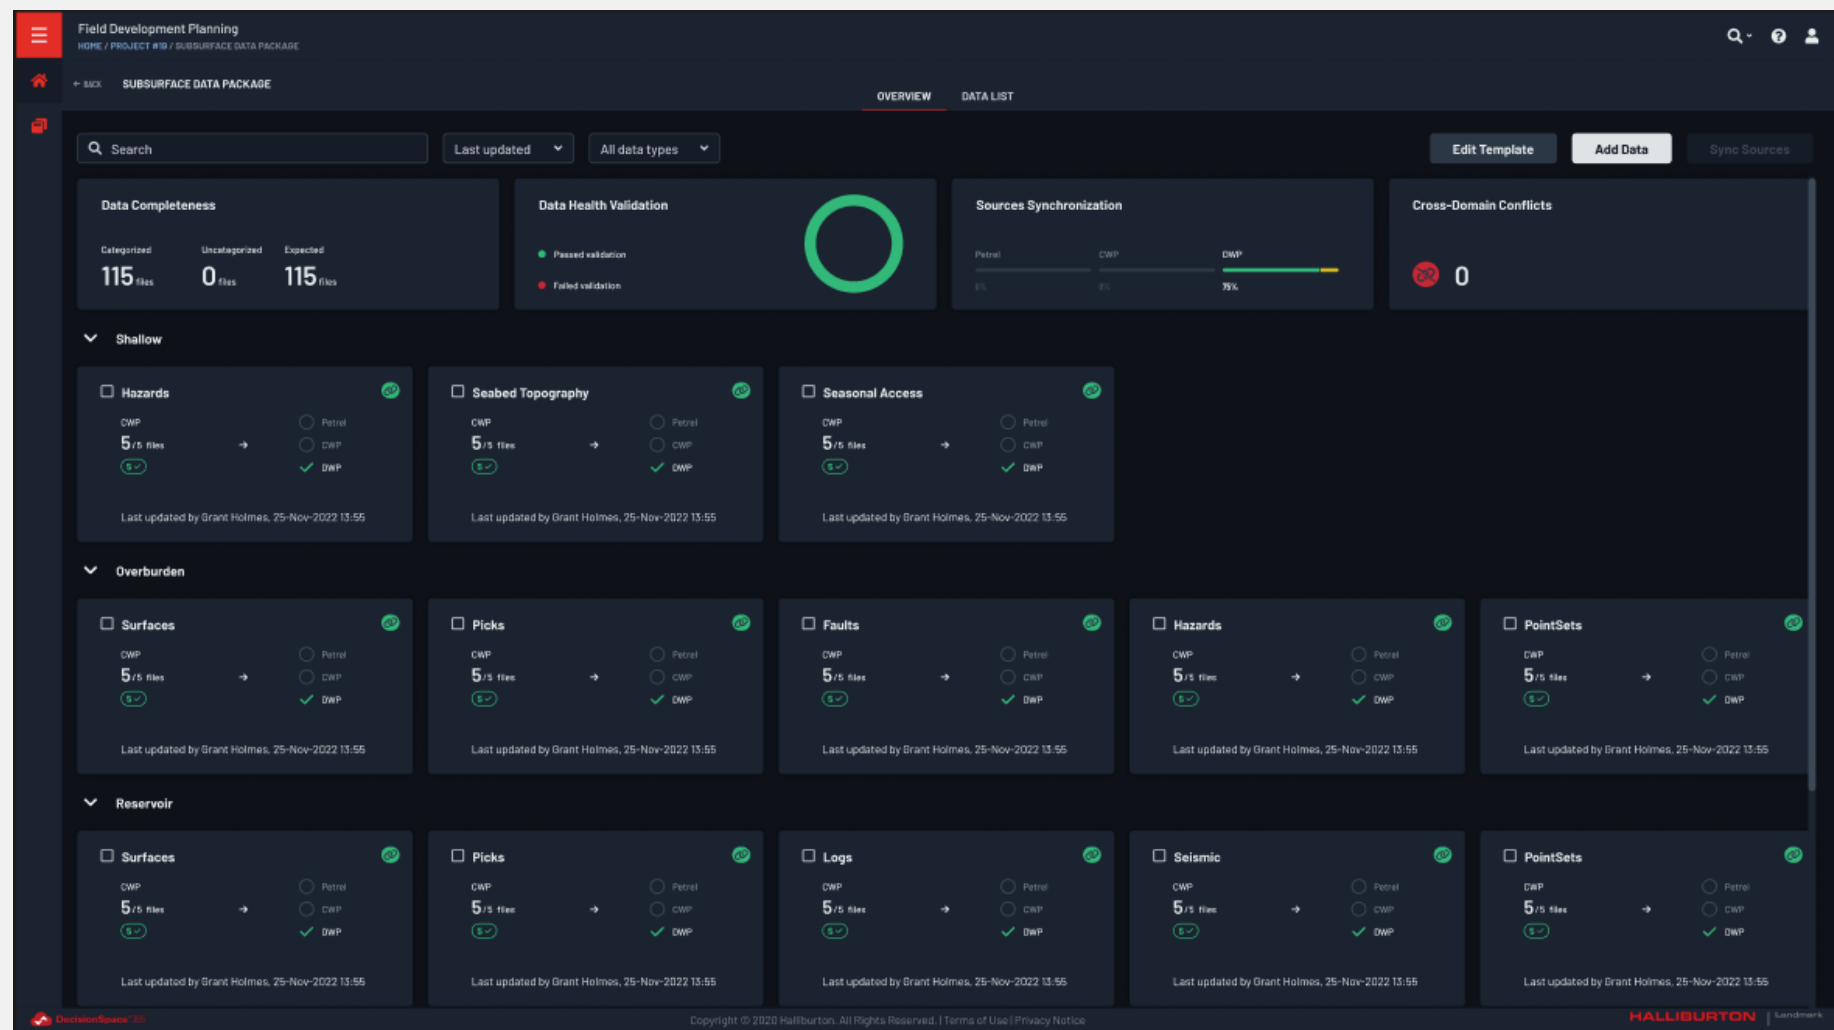 Field Development Planning
HOME / PROJECT #19 / SUBSURFACE DATA PACKAGE
← BACK SUBSURFACE DATA PACKAGE
OVERVIEW DATA LIST
Search Last updated All data types Edit Template Add Data Sync Sources
Data Completeness Data Health Validation Sources Synchronization Cross-Domain Conflicts
Categorized Uncategorized Expected Passed validation Petrel CWP DWP
115 files 0 files 115 files Failed validation 0% 0% 75% 0
Shallow
Hazards Seabed Topography Seasonal Access
CWP Petrel CWP Petrel CWP Petrel
5/5 files → CWP 5/5 files → CWP 5/5 files → CWP
5 DWP 5 DWP 5 DWP
Last updated by Grant Holmes, 25-Nov-2022 13:55 Last updated by Grant Holmes, 25-Nov-2022 13:55 Last updated by Grant Holmes, 25-Nov-2022 13:55
Overburden
Surfaces Picks Faults Hazards PointSets
CWP Petrel CWP Petrel CWP Petrel CWP Petrel CWP Petrel
5/5 files → CWP 5/5 files → CWP 5/5 files → CWP 5/5 files → CWP 5/5 files → CWP
5 DWP 5 DWP 5 DWP 5 DWP 5 DWP
Last updated by Grant Holmes, 25-Nov-2022 13:55 Last updated by Grant Holmes, 25-Nov-2022 13:55 Last updated by Grant Holmes, 25-Nov-2022 13:55 Last updated by Grant Holmes, 25-Nov-2022 13:55 Last updated by Grant Holmes, 25-Nov-2022 13:55
Reservoir
Surfaces Picks Logs Seismic PointSets
CWP Petrel CWP Petrel CWP Petrel CWP Petrel CWP Petrel
5/5 files → CWP 5/5 files → CWP 5/5 files → CWP 5/5 files → CWP 5/5 files → CWP
5 DWP 5 DWP 5 DWP 5 DWP 5 DWP
Last updated by Grant Holmes, 25-Nov-2022 13:55 Last updated by Grant Holmes, 25-Nov-2022 13:55 Last updated by Grant Holmes, 25-Nov-2022 13:55 Last updated by Grant Holmes, 25-Nov-2022 13:55 Last updated by Grant Holmes, 25-Nov-2022 13:55
DecisionSpace 365 Copyright © 2020 Halliburton. All Rights Reserved. | Terms of Use | Privacy Notice HALLIBURTON | Landmark